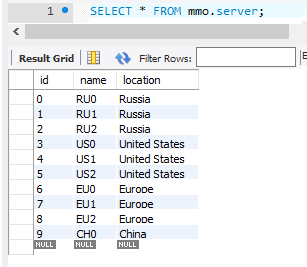 1 SELECT * FROM mmo.server;
Result Grid Filter Rows:
id name location
0 RU0 Russia
1 RU1 Russia
2 RU2 Russia
3 US0 United States
4 US1 United States
5 US2 United States
6 EU0 Europe
7 EU1 Europe
8 EU2 Europe
9 CH0 China
NULL NULL NULL